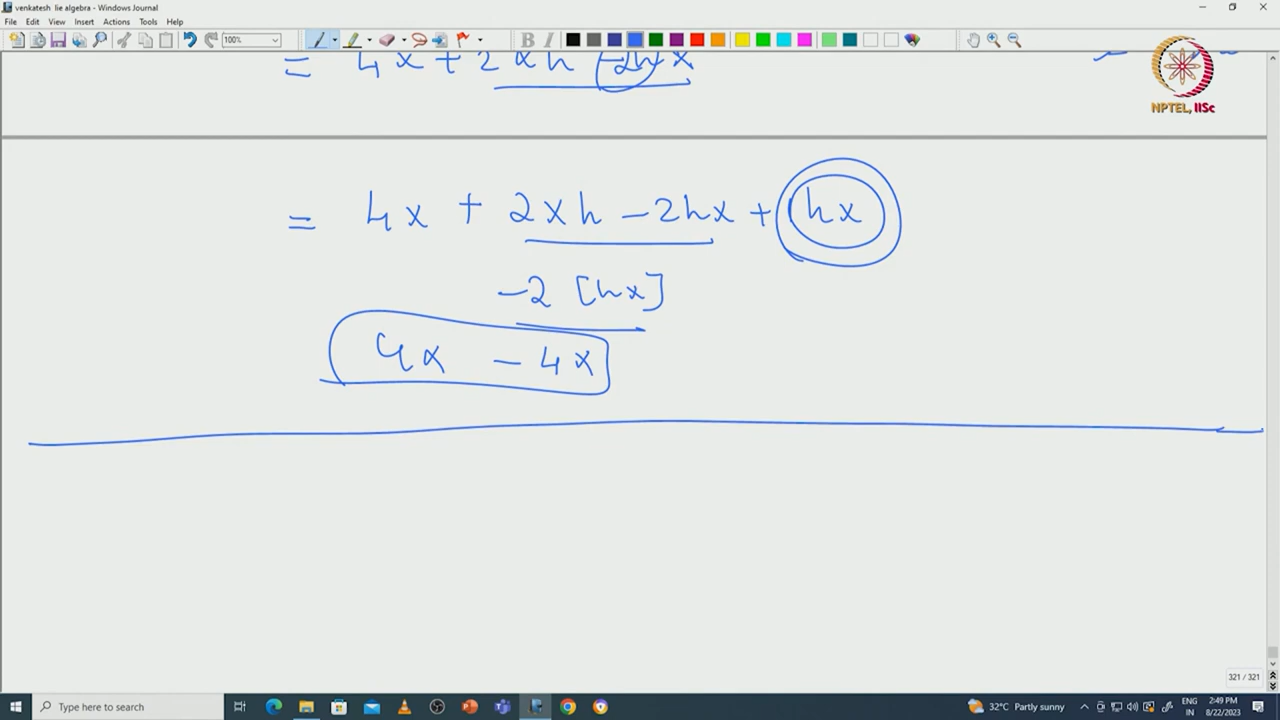 venkatesh lie algebra - Windows Journal
File Edit View Insert Actions Tools Help
100%
= 4x + 2xh - 2hx
NPTEL, IISc
= 4x + 2xh - 2hx + hx
-2 [hx]
4x - 4x
321 / 321
Type here to search
32°C Partly sunny
ENG
IN
2:49 PM
8/22/2023